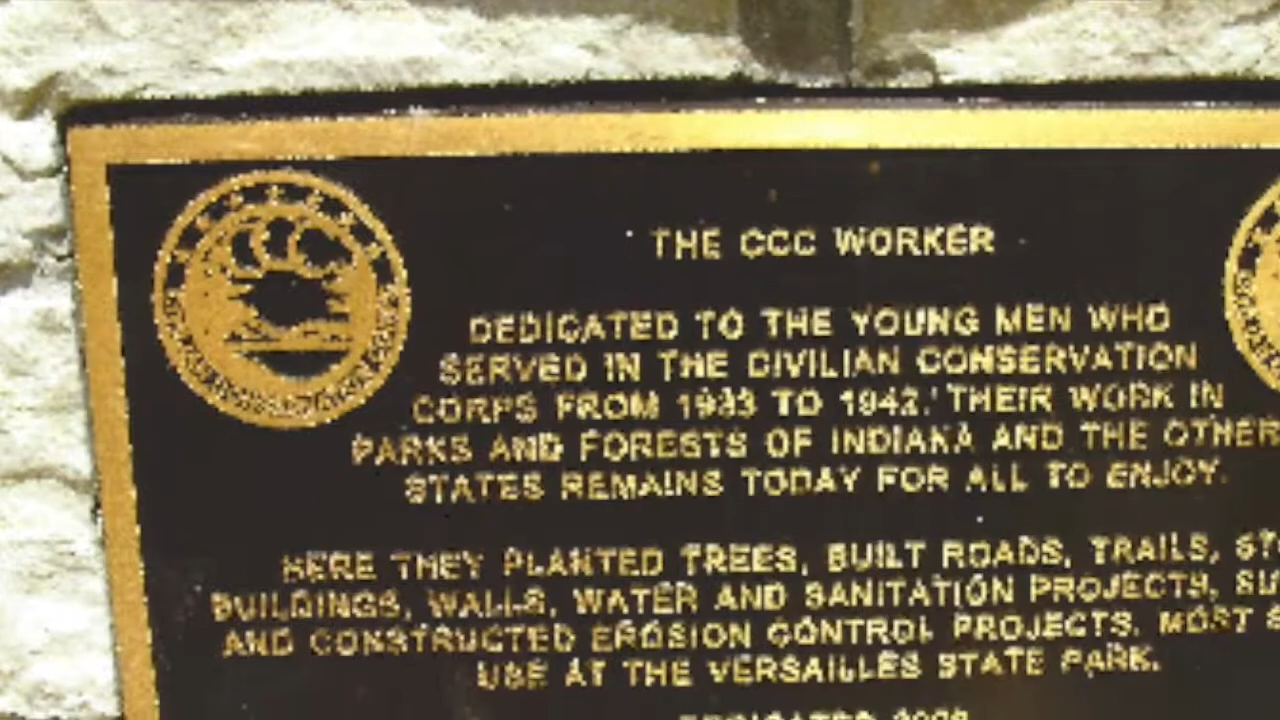 THE CCC WORKER
DEDICATED TO THE YOUNG MEN WHO
SERVED IN THE CIVILIAN CONSERVATION
CORPS FROM 1933 TO 1942. THEIR WORK IN
PARKS AND FORESTS OF INDIANA AND THE OTHER
STATES REMAINS TODAY FOR ALL TO ENJOY.
HERE THEY PLANTED TREES, BUILT ROADS, TRAILS,
BUILDINGS, WALLS, WATER AND SANITATION PROJECTS,
AND CONSTRUCTED EROSION CONTROL PROJECTS. MOST
USE AT THE VERSAILLES STATE PARK.
DEDICATED